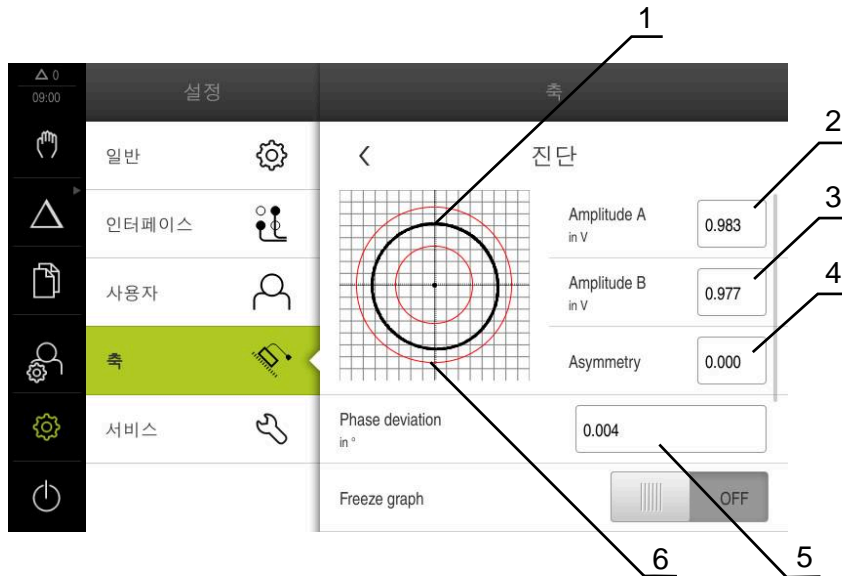 1
△ 0
09:00
설정
축
2
일반
진단
3
인터페이스
Amplitude A
in V
0.983
4
사용자
Amplitude B
in V
0.977
축
Asymmetry
0.000
서비스
Phase deviation
in °
0.004
Freeze graph
OFF
6
5